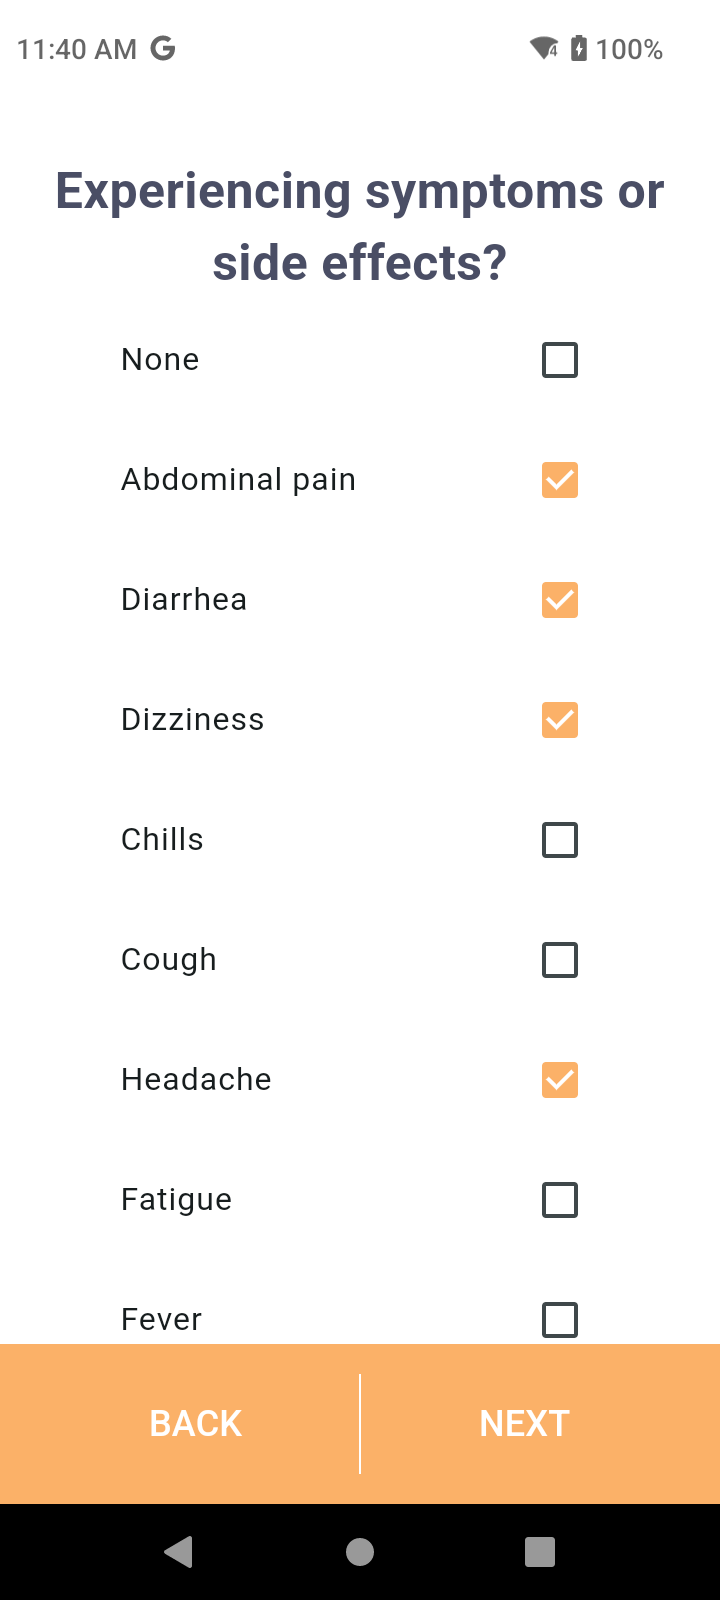 11:40 AM G 4 100%
Experiencing symptoms or
side effects?
None
Abdominal pain
Diarrhea
Dizziness
Chills
Cough
Headache
Fatigue
Fever
BACK NEXT